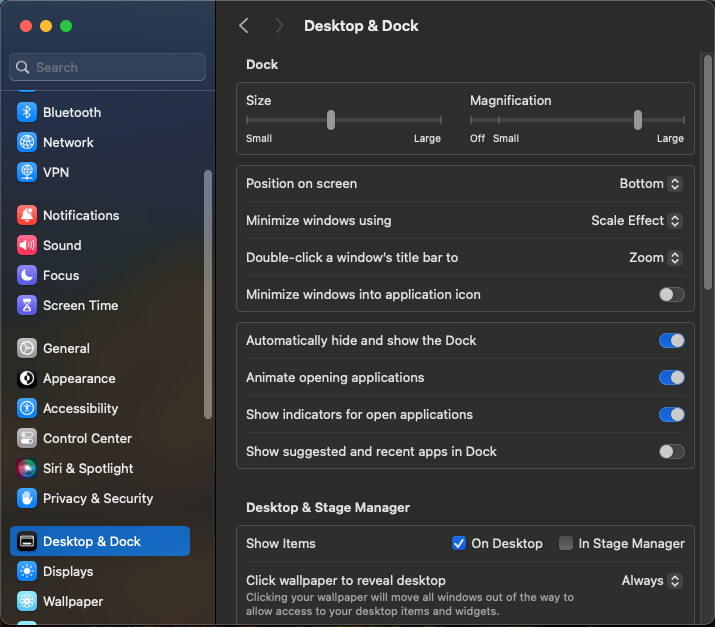 Desktop & Dock
Search
Bluetooth
Network
VPN
Notifications
Sound
Focus
Screen Time
General
Appearance
Accessibility
Control Center
Siri & Spotlight
Privacy & Security
Desktop & Dock
Displays
Wallpaper
Dock
Size
Small Large
Magnification
Off Small Large
Position on screen Bottom
Minimize windows using Scale Effect
Double-click a window's title bar to Zoom
Minimize windows into application icon
Automatically hide and show the Dock
Animate opening applications
Show indicators for open applications
Show suggested and recent apps in Dock
Desktop & Stage Manager
Show Items On Desktop In Stage Manager
Click wallpaper to reveal desktop Always
Clicking your wallpaper will move all windows out of the way to
allow access to your desktop items and widgets.